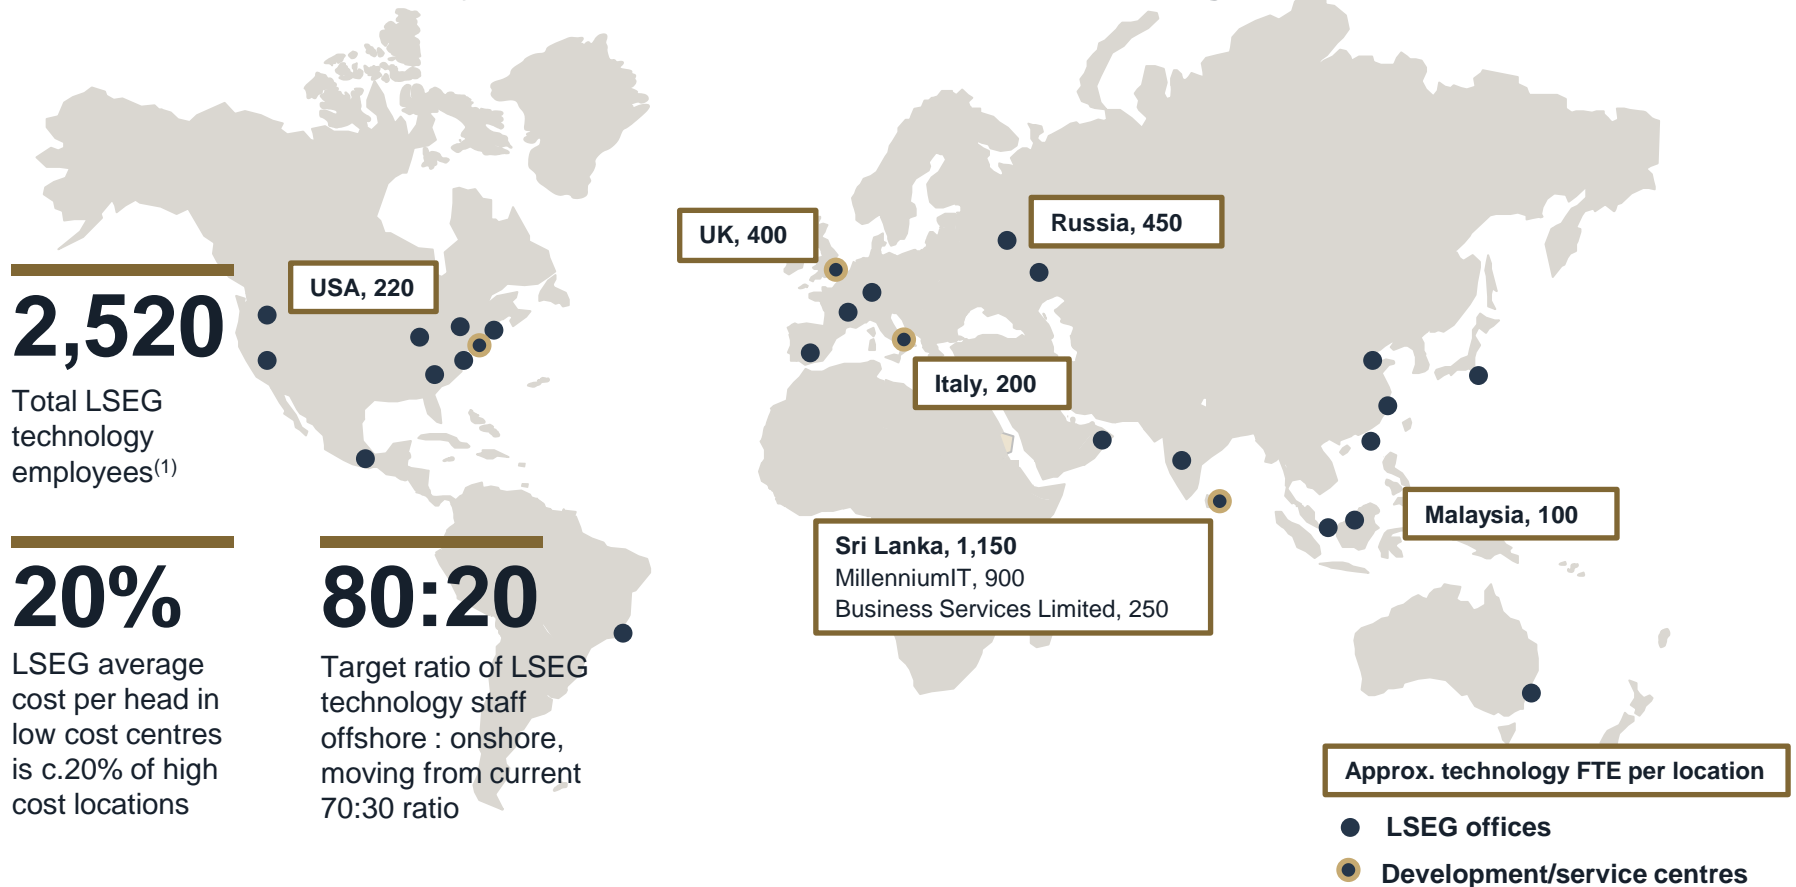 2,520
Total LSEG
technology
employees(1)
20%
LSEG average
cost per head in
low cost centres
is c.20% of high
cost locations
80:20
Target ratio of LSEG
technology staff
offshore : onshore,
moving from current
70:30 ratio
USA, 220
UK, 400
Russia, 450
Italy, 200
Sri Lanka, 1,150
MillenniumIT, 900
Business Services Limited, 250
Malaysia, 100
Approx. technology FTE per location
LSEG offices
Development/service centres